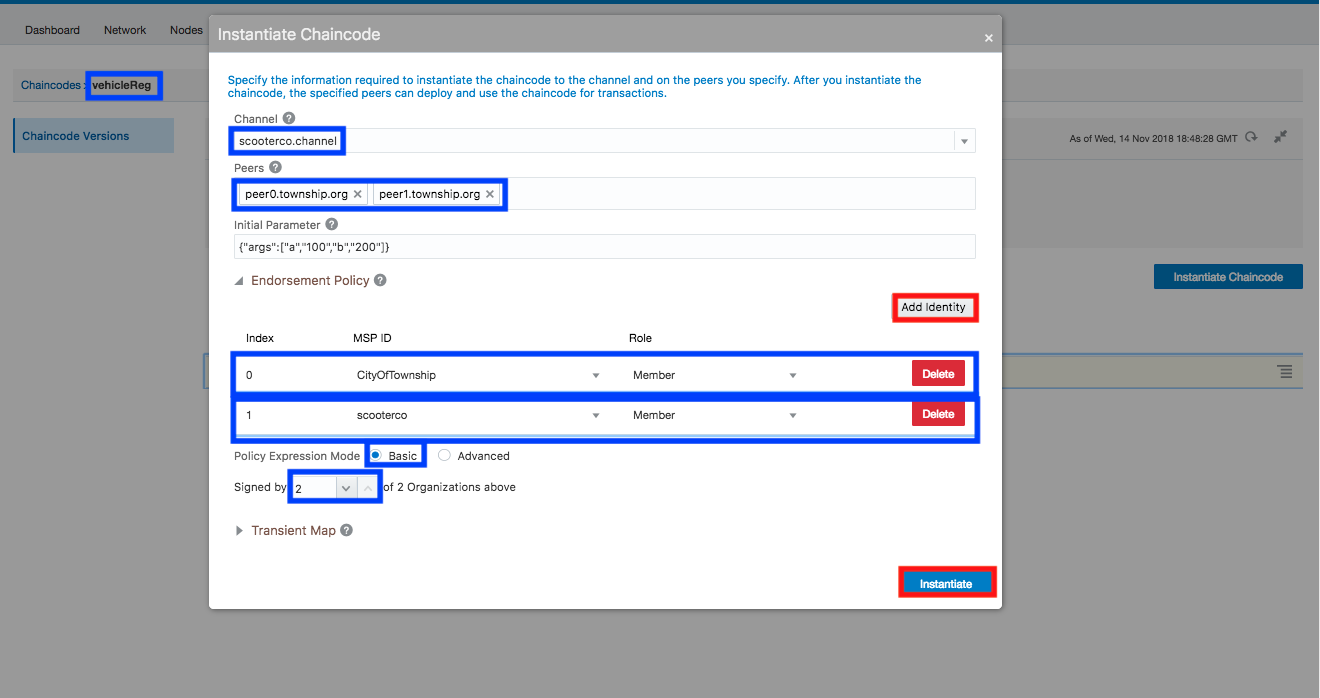 Dashboard Network Nodes
Instantiate Chaincode ×
Chaincodes: vehicleReg
Chaincode Versions
Specify the information required to instantiate the chaincode to the channel and on the peers you specify. After you instantiate the
chaincode, the specified peers can deploy and use the chaincode for transactions.
Channel ?
scooterco.channel
As of Wed, 14 Nov 2018 18:48:28 GMT
Peers ?
peer0.township.org × peer1.township.org ×
Initial Parameter ?
{"args":["a","100","b","200"]}
Endorsement Policy ?
Instantiate Chaincode
Add Identity
Index MSP ID Role
0 CityOfTownship Member Delete
1 scooterco Member Delete
Policy Expression Mode Basic Advanced
Signed by 2 of 2 Organizations above
Transient Map ?
Instantiate